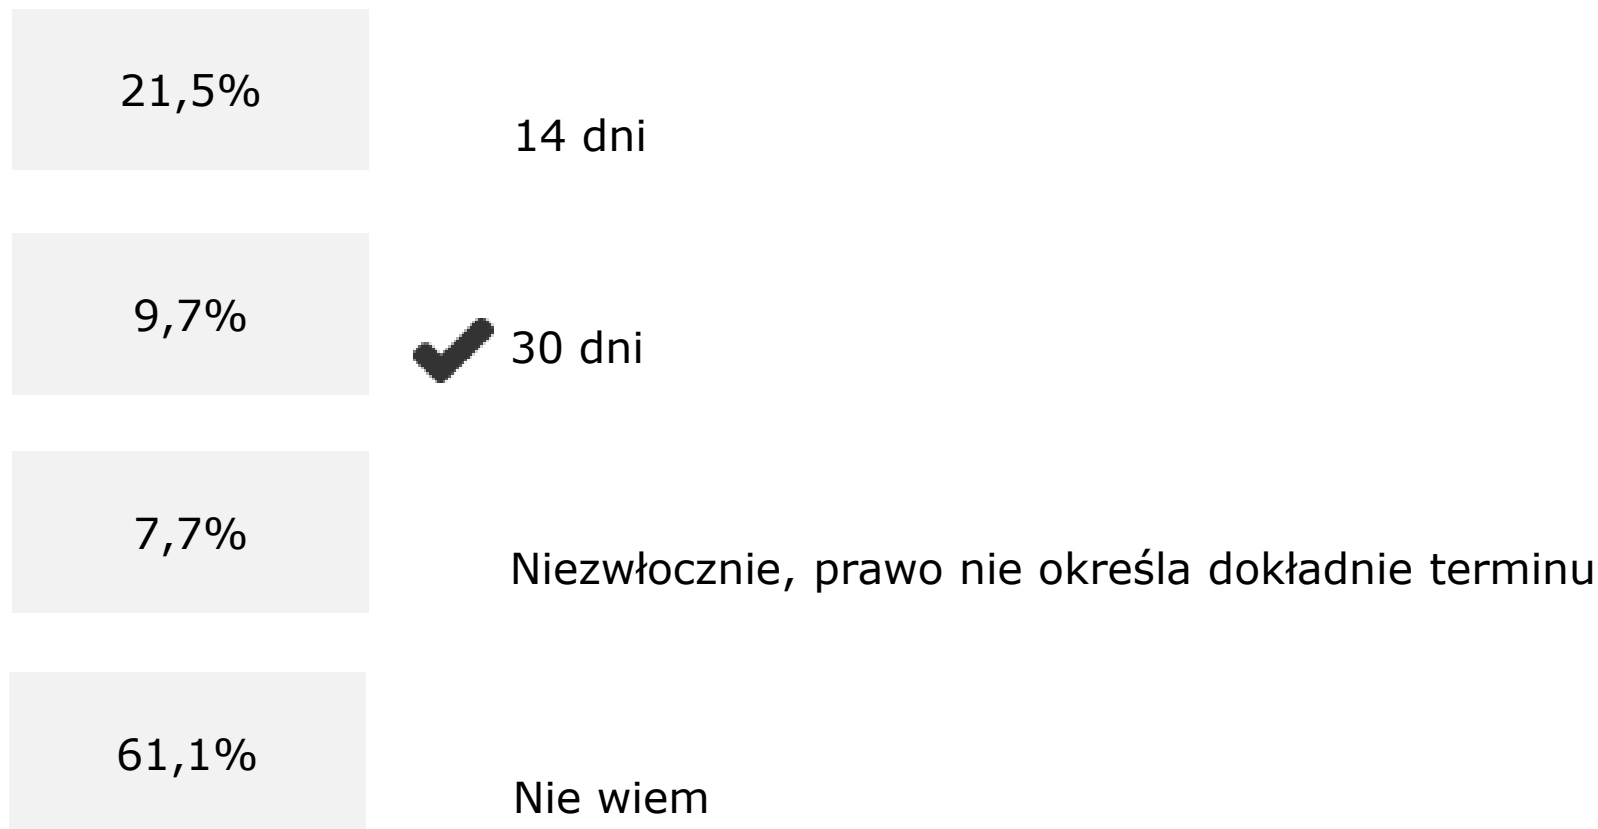 21,5%
14 dni
9,7%
30 dni
7,7%
Niezwłocznie, prawo nie określa dokładnie terminu
61,1%
Nie wiem